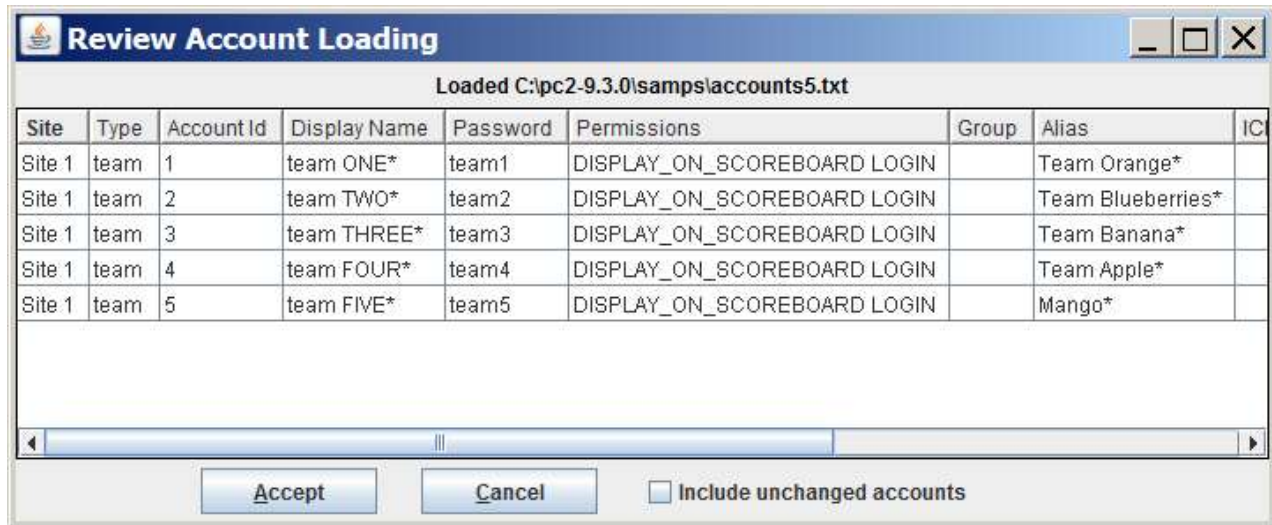 Review Account Loading
Loaded C:\pc2-9.3.0\samps\accounts5.txt
Site Type Account Id Display Name Password Permissions Group Alias
Site 1 team 1 team ONE* team1 DISPLAY_ON_SCOREBOARD LOGIN Team Orange*
Site 1 team 2 team TWO* team2 DISPLAY_ON_SCOREBOARD LOGIN Team Blueberries*
Site 1 team 3 team THREE* team3 DISPLAY_ON_SCOREBOARD LOGIN Team Banana*
Site 1 team 4 team FOUR* team4 DISPLAY_ON_SCOREBOARD LOGIN Team Apple*
Site 1 team 5 team FIVE* team5 DISPLAY_ON_SCOREBOARD LOGIN Mango*
Accept Cancel Include unchanged accounts